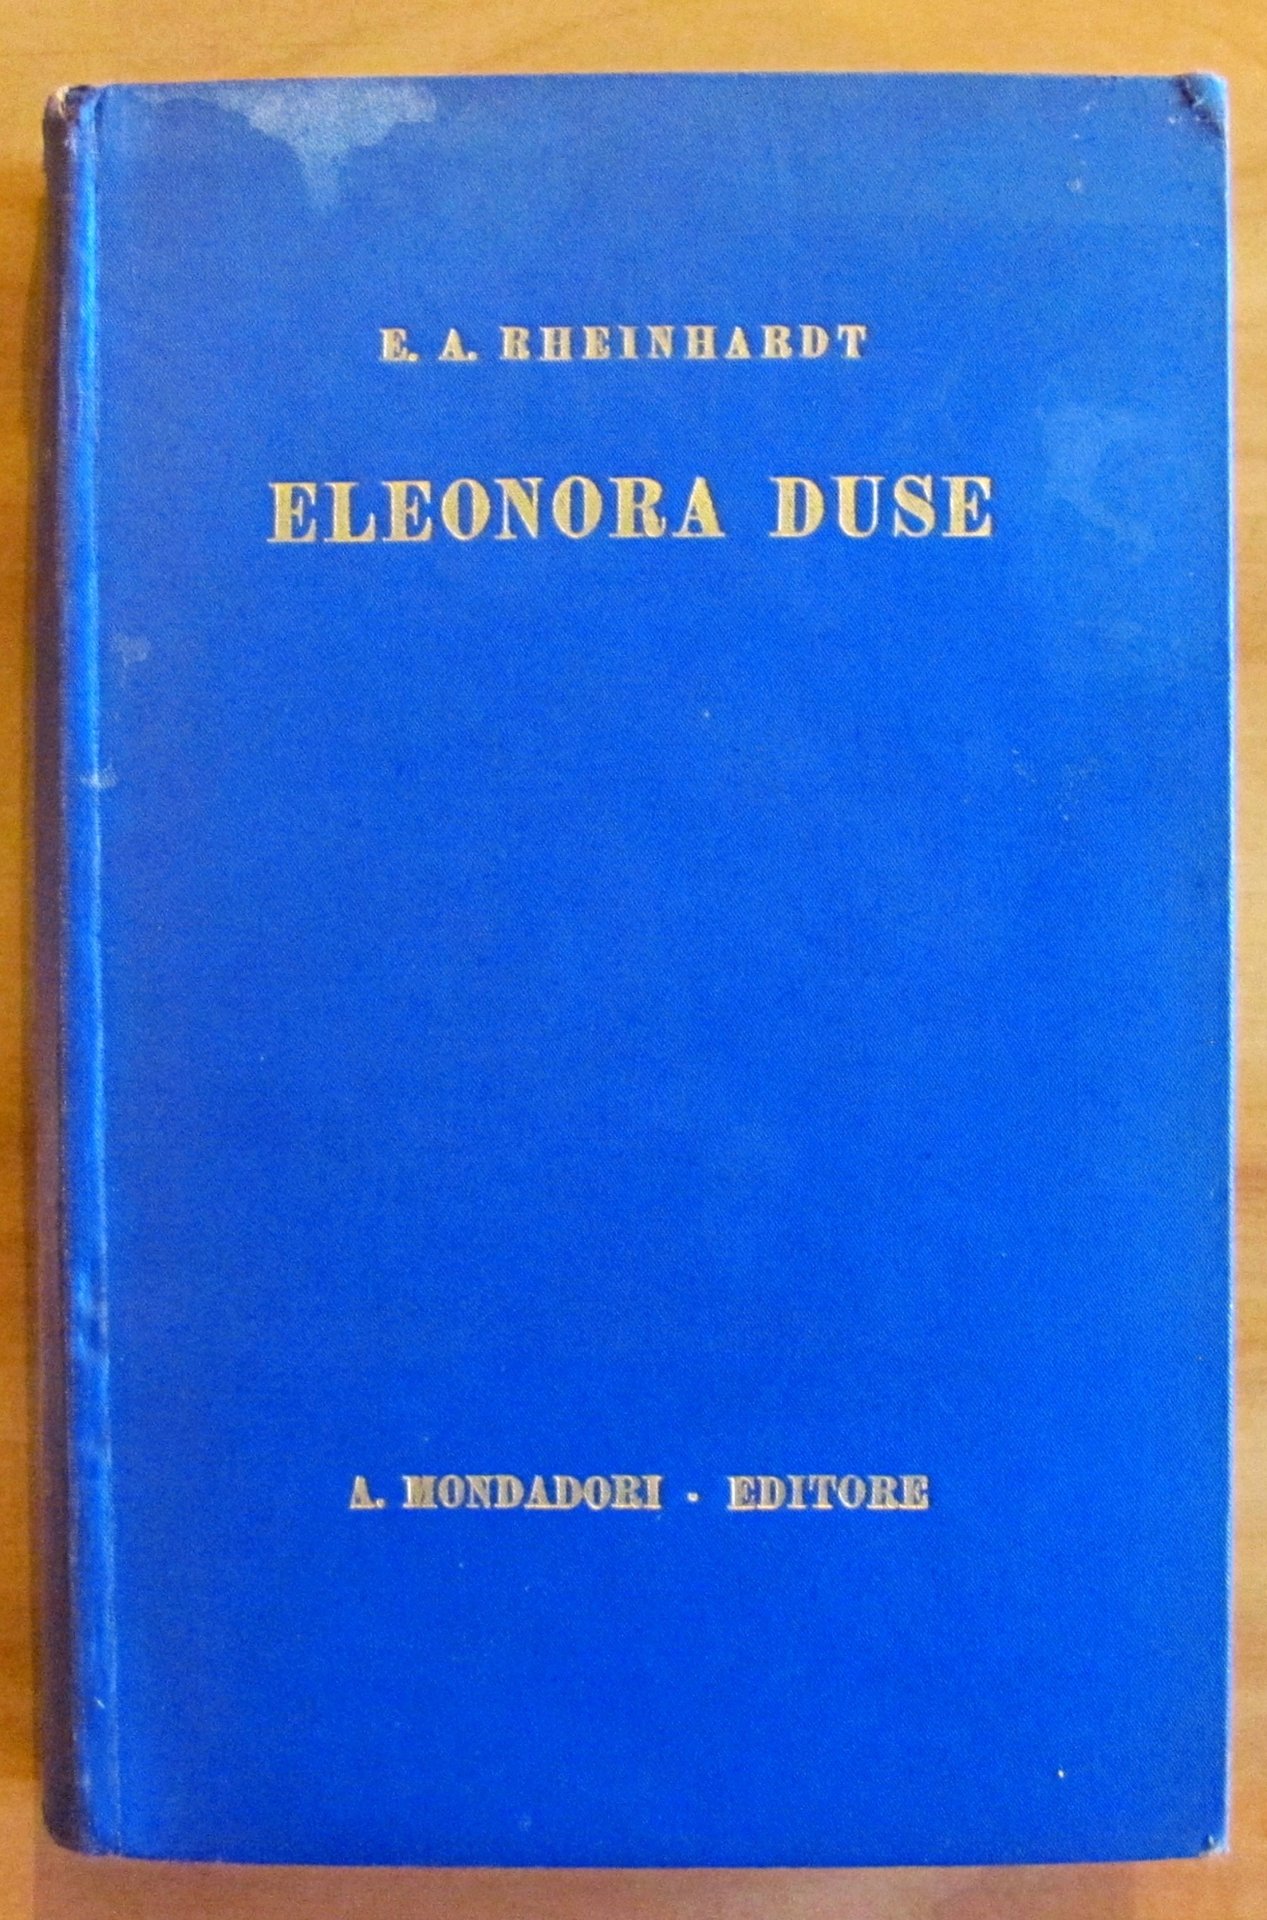 E. A. RHEINHARDT
ELEONORA DUSE
A. MONDADORI · EDITORE